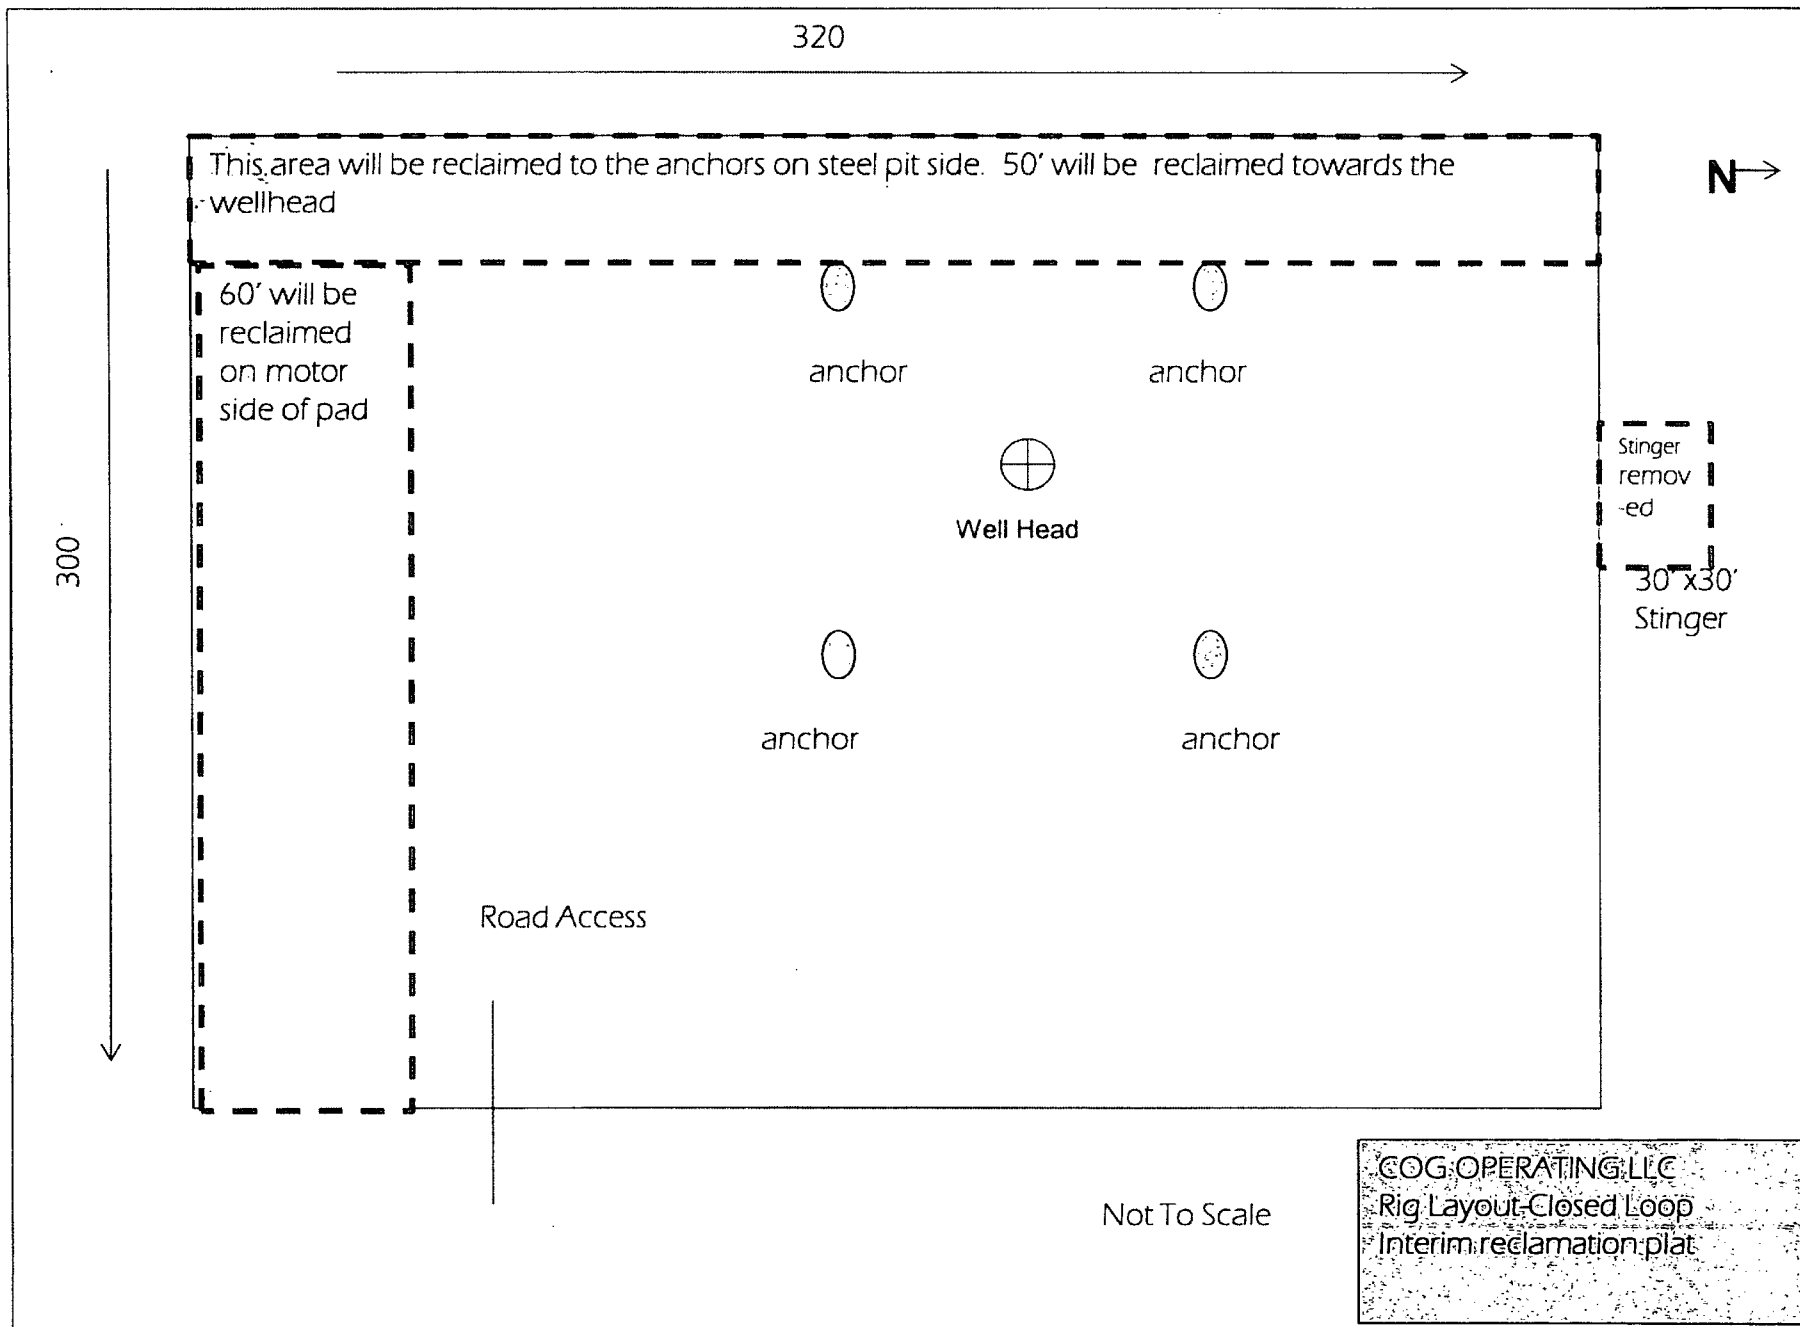 320
This area will be reclaimed to the anchors on steel pit side. 50' will be reclaimed towards the
wellhead
N
60' will be
reclaimed
on motor
side of pad
anchor
anchor
Stinger
remov
-ed
Well Head
300
30' x30'
Stinger
anchor
anchor
Road Access
Not To Scale
COG OPERATING LLC
Rig Layout-Closed Loop
Interim reclamation plat